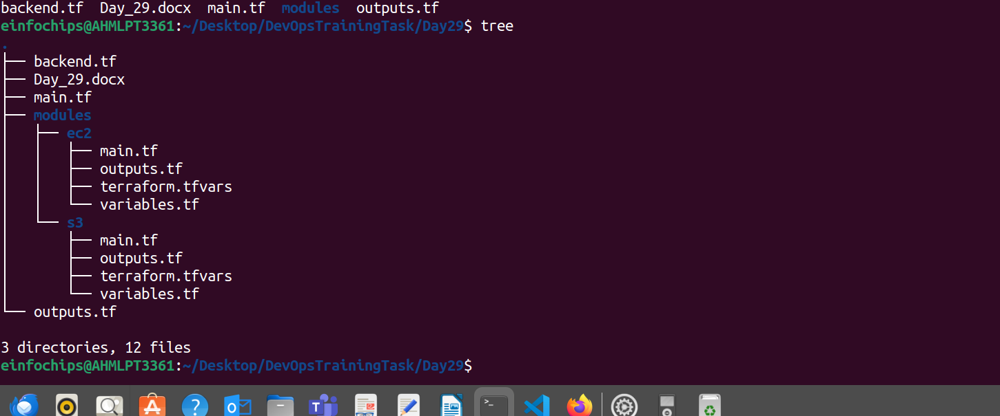 backend.tf  Day_29.docx  main.tf  modules  outputs.tf
einfochips@AHMLPT3361:~/Desktop/DevOpsTrainingTask/Day29$ tree
.
├── backend.tf
├── Day_29.docx
├── main.tf
├── modules
│   ├── ec2
│   │   ├── main.tf
│   │   ├── outputs.tf
│   │   ├── terraform.tfvars
│   │   └── variables.tf
│   └── s3
│       ├── main.tf
│       ├── outputs.tf
│       ├── terraform.tfvars
│       └── variables.tf
└── outputs.tf

3 directories, 12 files
einfochips@AHMLPT3361:~/Desktop/DevOpsTrainingTask/Day29$